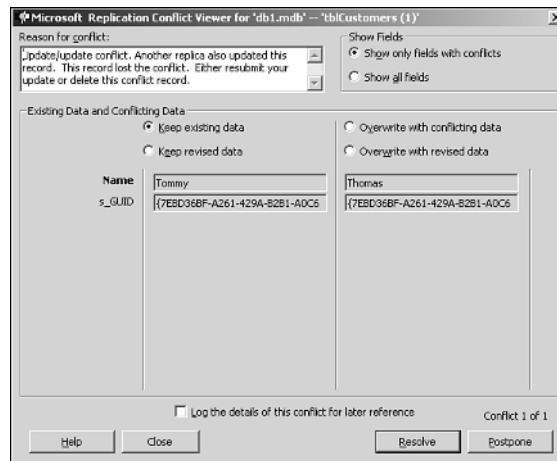 Microsoft Replication Conflict Viewer for 'db1.mdb' -- 'tblCustomers (1)'
Reason for conflict:
Update/update conflict. Another replica also updated this
record. This record lost the conflict. Either resubmit your
update or delete this conflict record.
Show Fields
Show only fields with conflicts
Show all fields
Existing Data and Conflicting Data
Keep existing data
Overwrite with conflicting data
Keep revised data
Overwrite with revised data
Name
Tommy
Thomas
s_GUID
{7EBD36BF-A261-429A-B2B1-A0C6
{7EBD36BF-A261-429A-B2B1-A0C6
Log the details of this conflict for later reference
Conflict 1 of 1
Help
Close
Resolve
Postpone